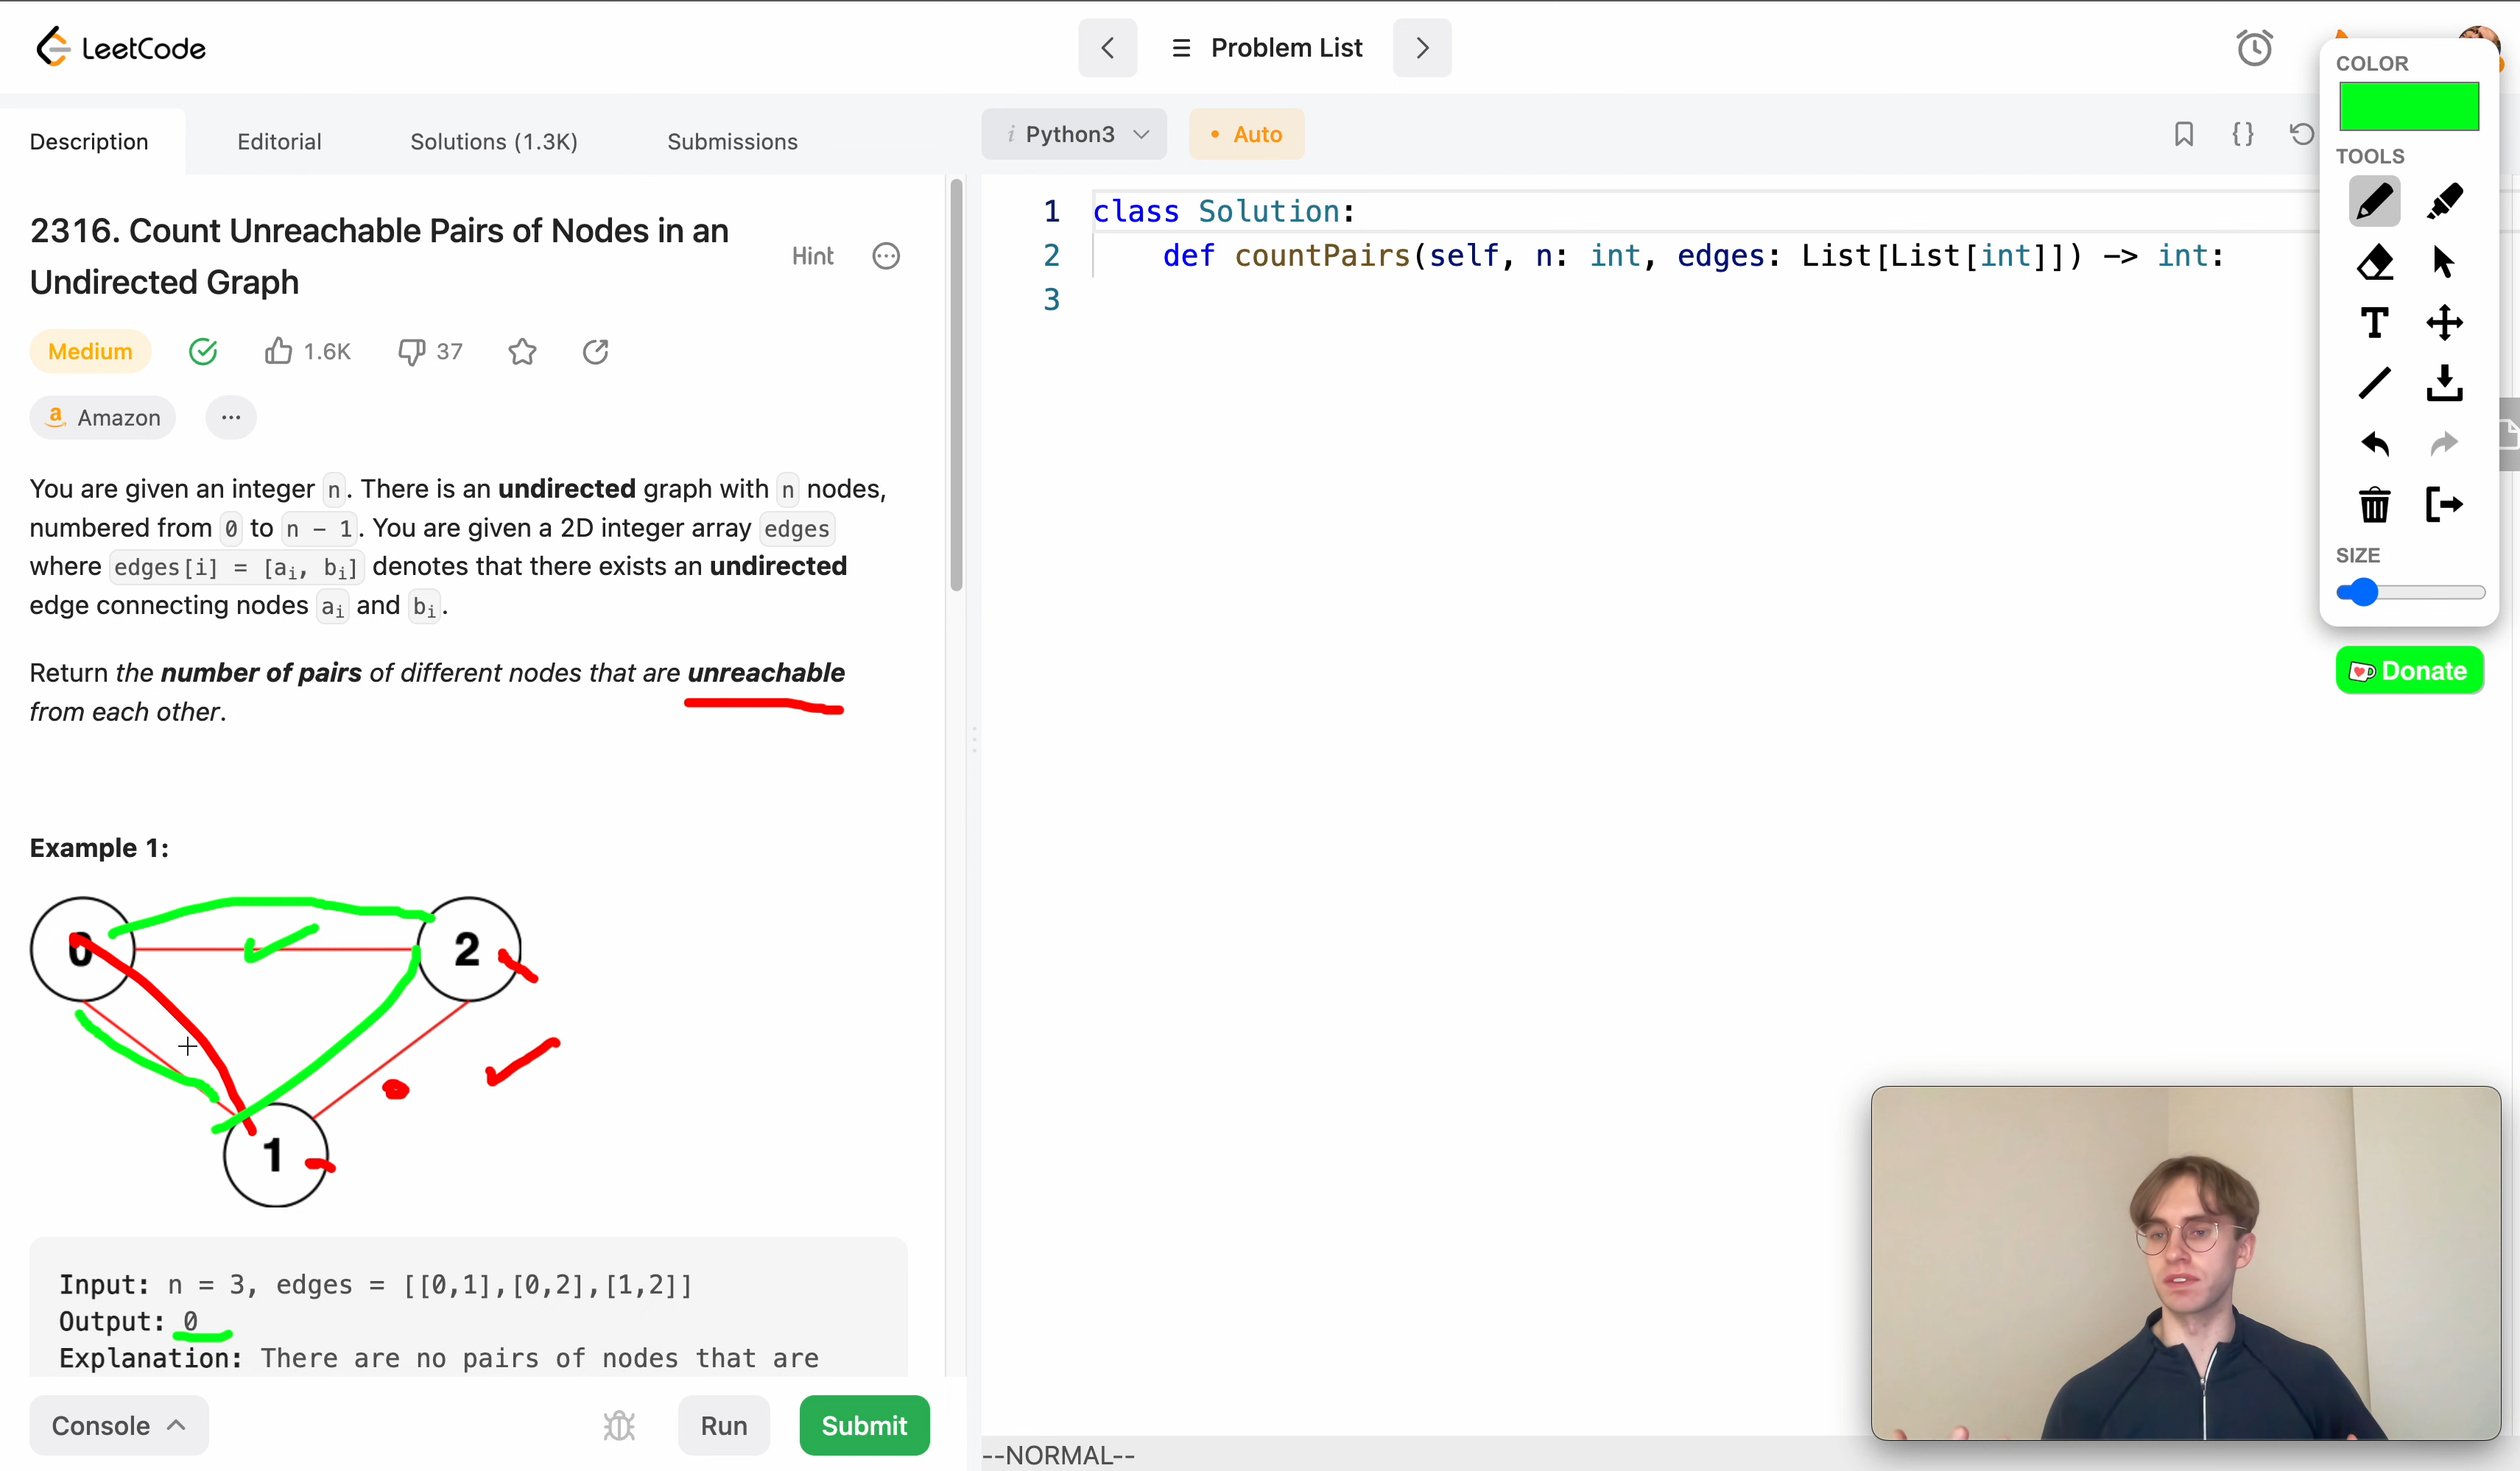 LeetCode
Problem List
COLOR
TOOLS
SIZE
Donate
Description
Editorial
Solutions (1.3K)
Submissions
i Python3
• Auto
2316. Count Unreachable Pairs of Nodes in an
Undirected Graph
Hint
Medium
1.6K
37
Amazon
You are given an integer n. There is an undirected graph with n nodes,
numbered from 0 to n - 1. You are given a 2D integer array edges
where edges[i] = [ai, bi] denotes that there exists an undirected
edge connecting nodes ai and bi.
Return the number of pairs of different nodes that are unreachable
from each other.
Example 1:
0
2
1
Input: n = 3, edges = [[0,1],[0,2],[1,2]]
Output: 0
Explanation: There are no pairs of nodes that are
Console
Run
Submit
1 class Solution:
2 def countPairs(self, n: int, edges: List[List[int]]) -> int:
3
--NORMAL--